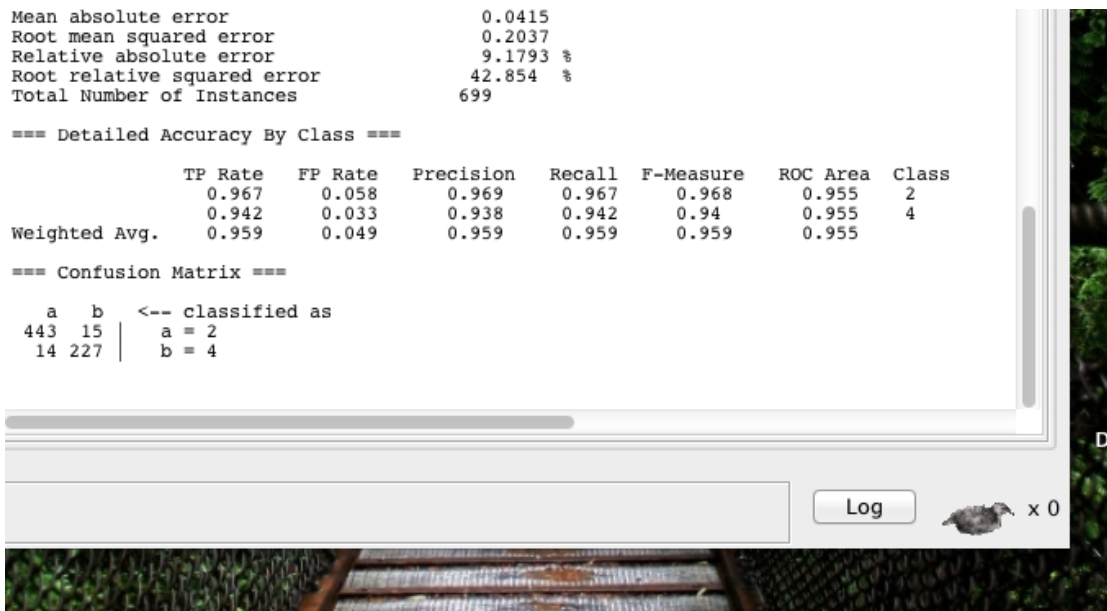 Mean absolute error 0.0415
Root mean squared error 0.2037
Relative absolute error 9.1793 %
Root relative squared error 42.854 %
Total Number of Instances 699
=== Detailed Accuracy By Class ===
TP Rate FP Rate Precision Recall F-Measure ROC Area Class
0.967 0.058 0.969 0.967 0.968 0.955 2
0.942 0.033 0.938 0.942 0.94 0.955 4
Weighted Avg. 0.959 0.049 0.959 0.959 0.959 0.955
=== Confusion Matrix ===
a b <-- classified as
443 15 | a = 2
14 227 | b = 4
D
Log x 0